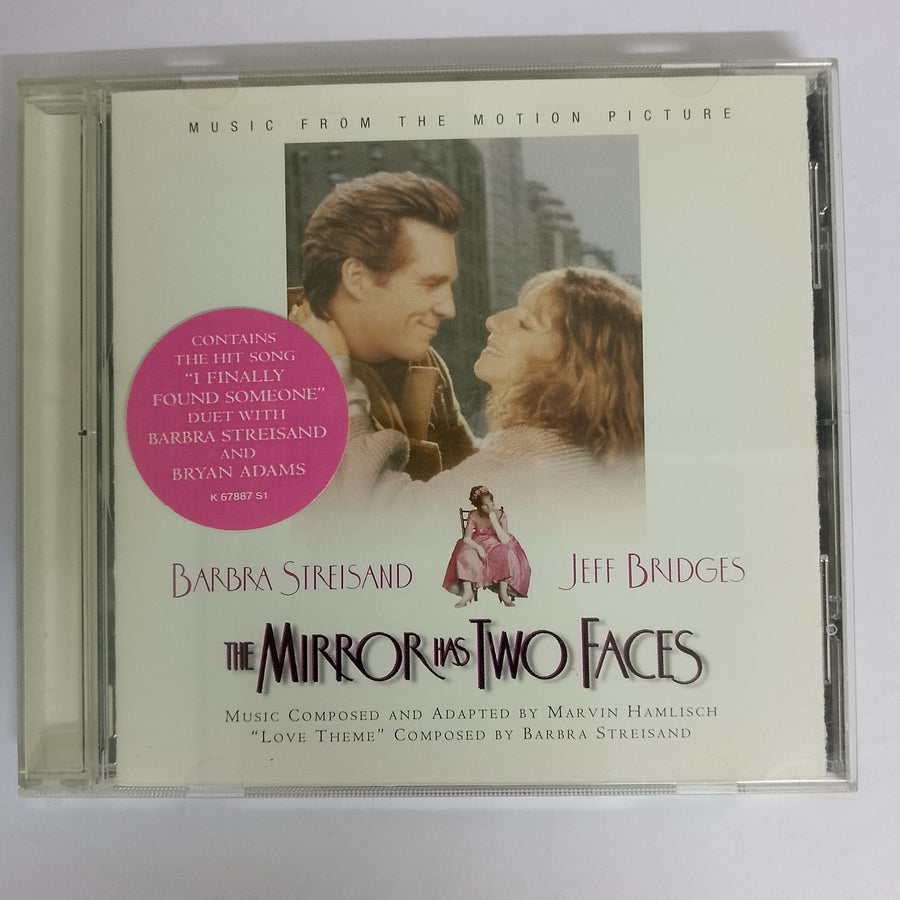 MUSIC FROM THE MOTION PICTURE
CONTAINS
THE HIT SONG
“I FINALLY
FOUND SOMEONE”
DUET WITH
BARBRA STREISAND
AND
BRYAN ADAMS
K 67887 S1
BARBRA STREISAND
JEFF BRIDGES
THE MIRROR HAS TWO FACES
MUSIC COMPOSED AND ADAPTED BY MARVIN HAMLISCH
“LOVE THEME” COMPOSED BY BARBRA STREISAND